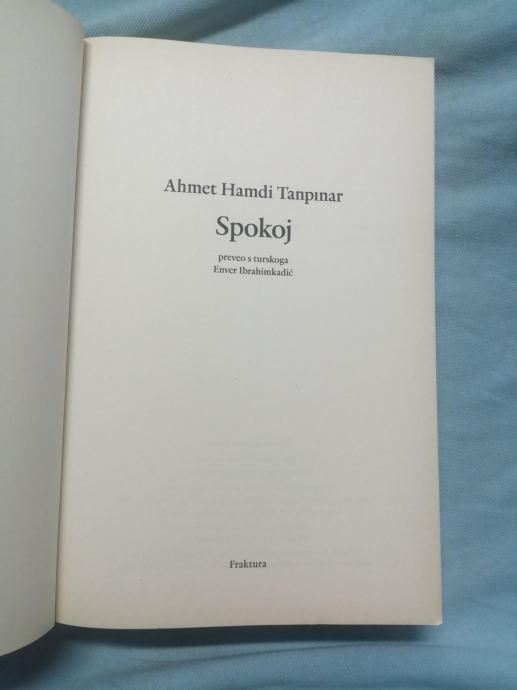 Ahmet Hamdi Tanpınar
Spokoj
preveo s turskoga
Enver Ibrahimkadić
Fraktura